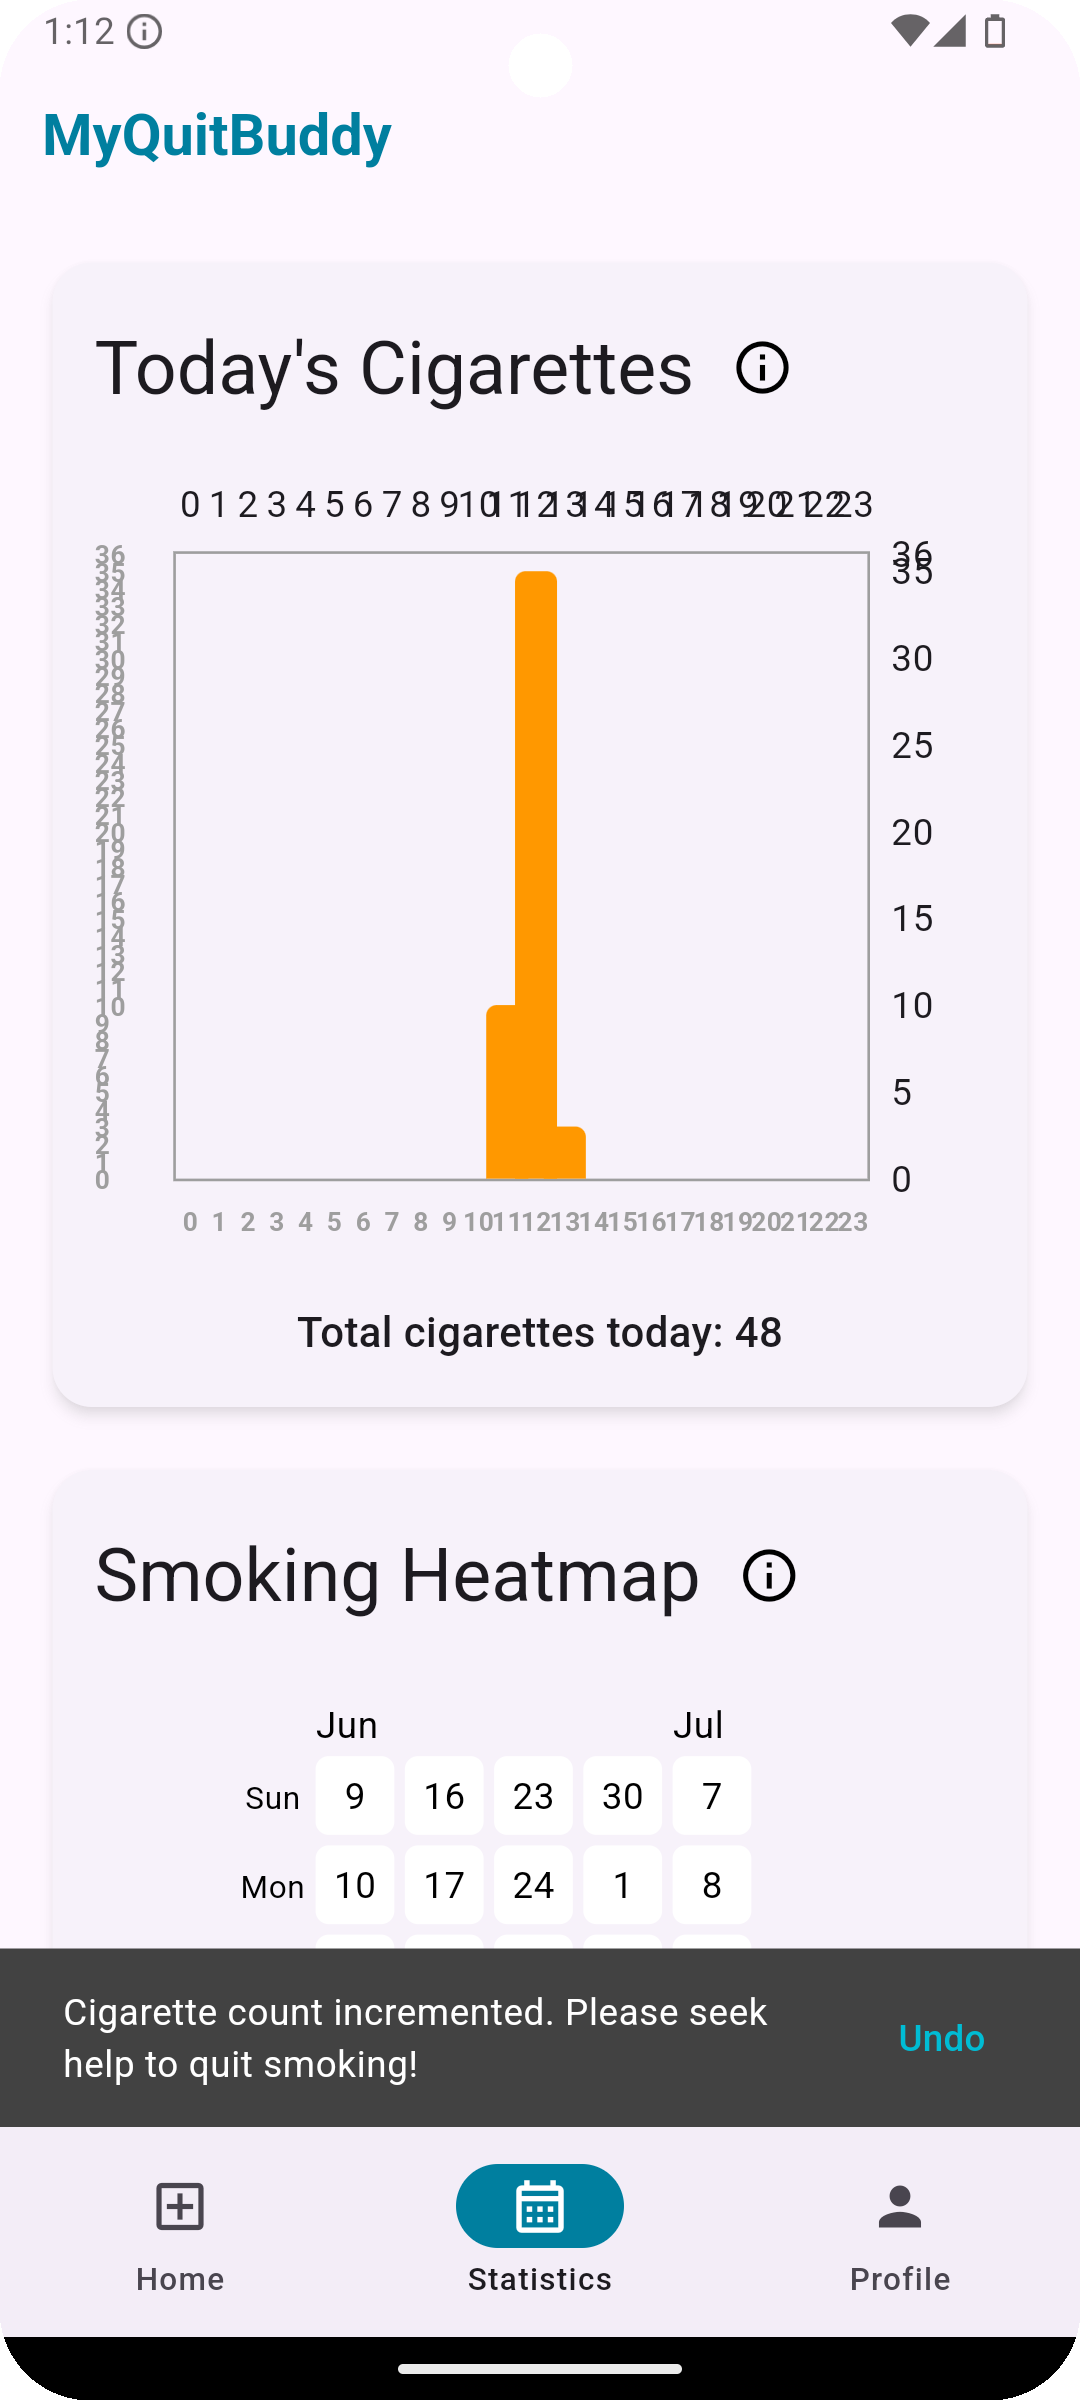 1:12
MyQuitBuddy
Today's Cigarettes
0 1 2 3 4 5 6 7 8 9 10 11 12 13 14 15 16 17 18 19 20 21 22 23
36 36
35 35
34
33
32
31
30 30
29
28
27
26
25 25
24
23
22
21
20 20
19
18
17
16
15 15
14
13
12
11
10 10
9
8
7
6
5 5
4
3
2
1
0 0
0 1 2 3 4 5 6 7 8 9 10 11 12 13 14 15 16 17 18 19 20 21 22 23
Total cigarettes today: 48
Smoking Heatmap
Jun Jul
Sun 9 16 23 30 7
Mon 10 17 24 1 8
Cigarette count incremented. Please seek
help to quit smoking!
Undo
Home Statistics Profile